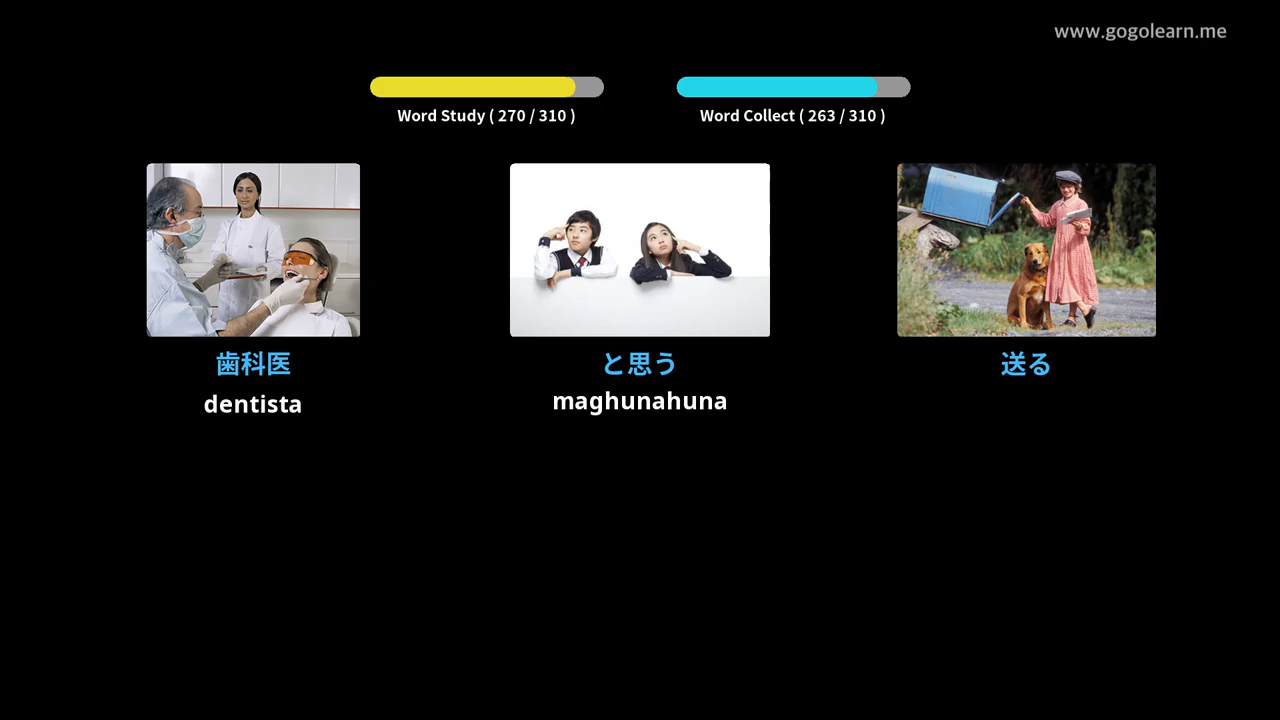 www.gogolearn.me
Word Study ( 270 / 310 )
Word Collect ( 263 / 310 )
歯科医
と思う
送る
dentista
maghunahuna